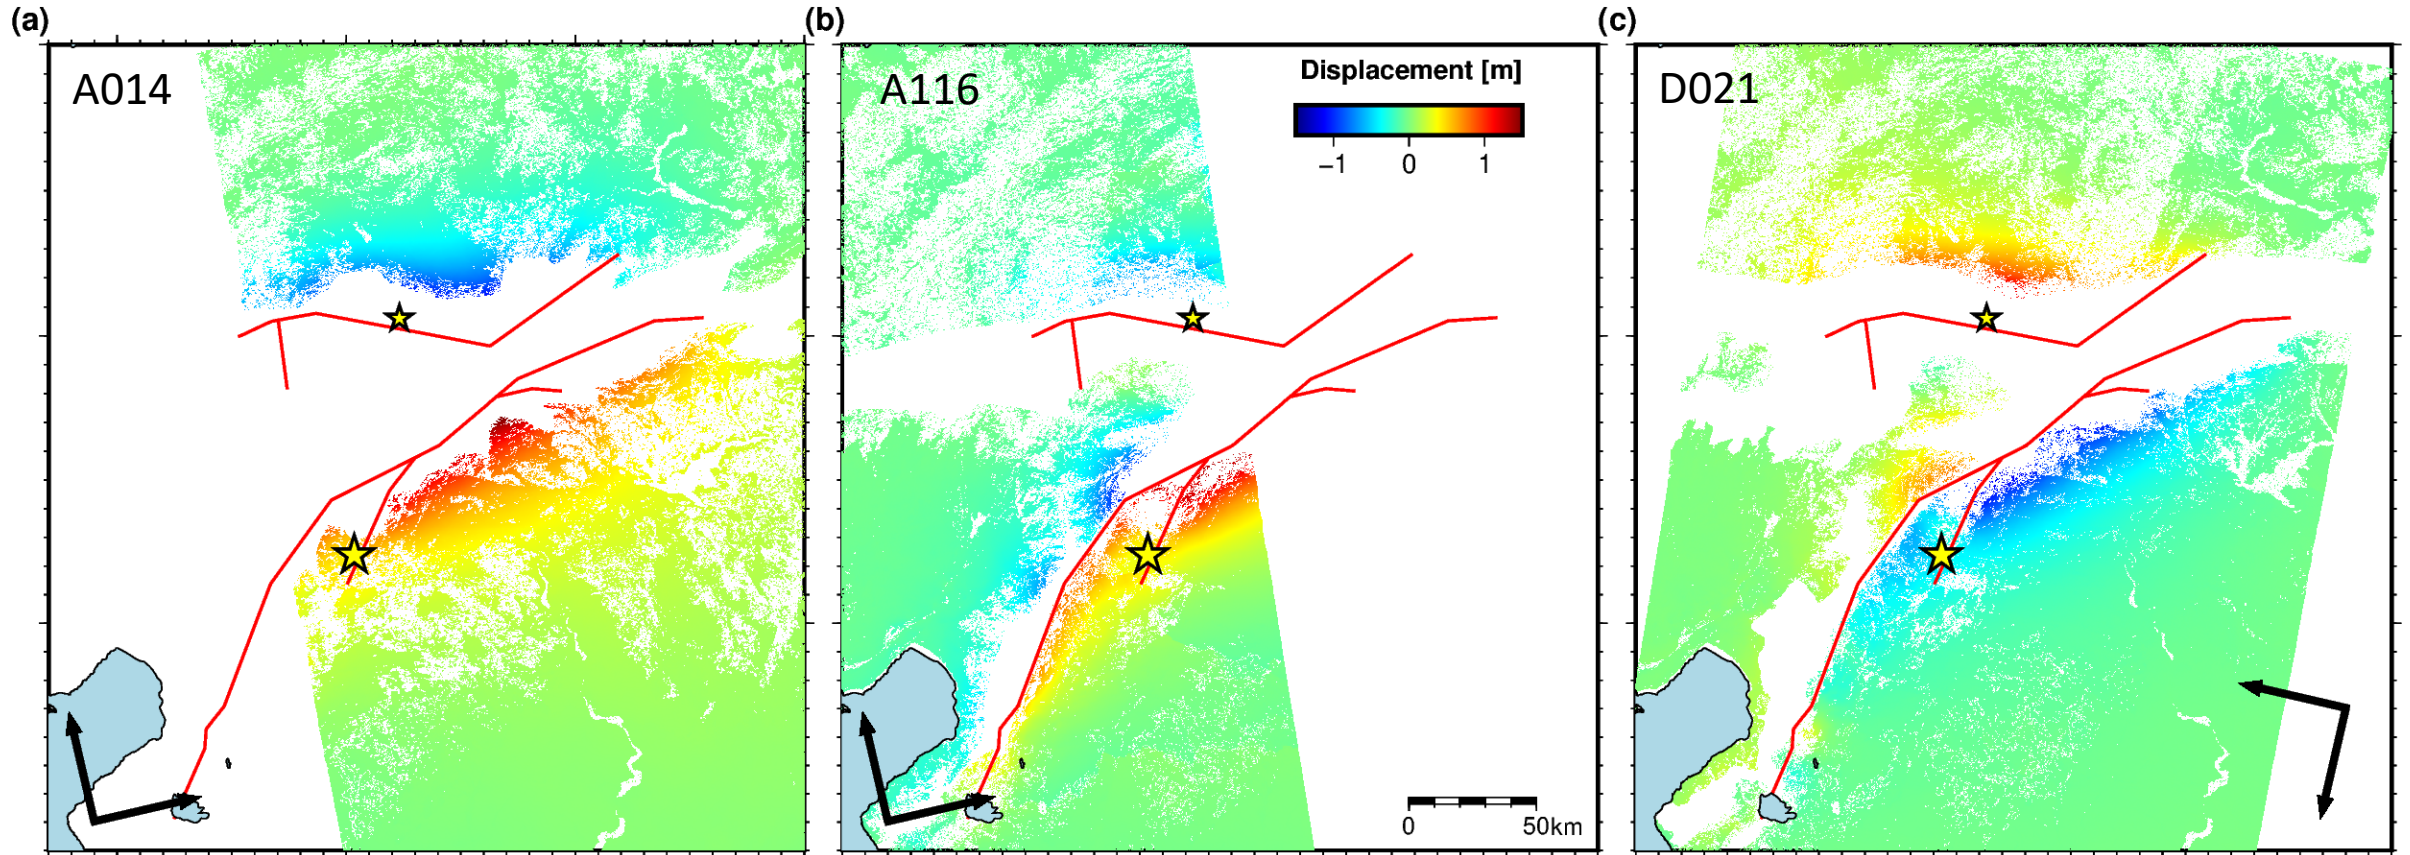 (a)
(b)
(c)
A014
A116
D021
Displacement [m]
−1 0 1
0 50km